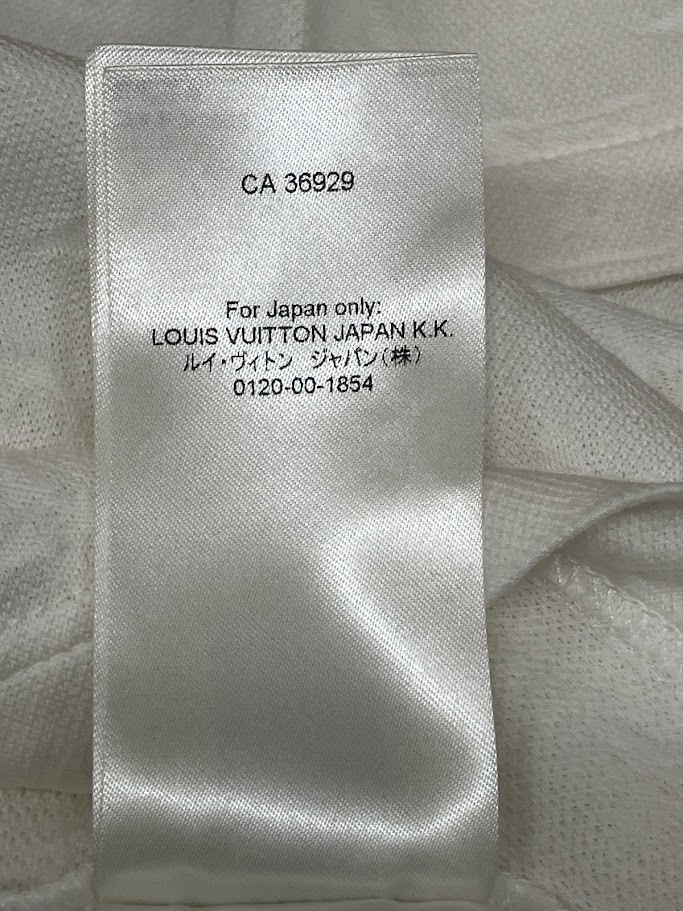 CA 36929
For Japan only:
LOUIS VUITTON JAPAN K.K.
ルイ・ヴィトン　ジャパン(株)
0120-00-1854